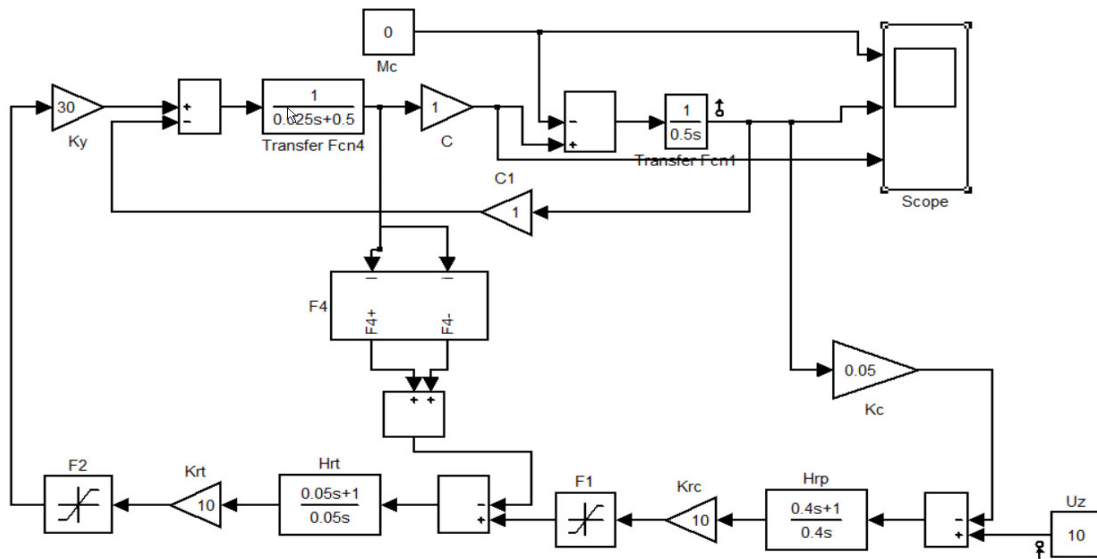 0
Mc
30
Ky
+
−
1
0.025s+0.5
Transfer Fcn4
1
C
−
+
1
0.5s
Transfer Fcn1
Scope
C1
1
F4
F4+
F4-
+ +
0.05
Kc
F2
Krt
10
Hrt
0.05s+1
0.05s
−
+
F1
Krc
10
Hrp
0.4s+1
0.4s
−
+
Uz
10